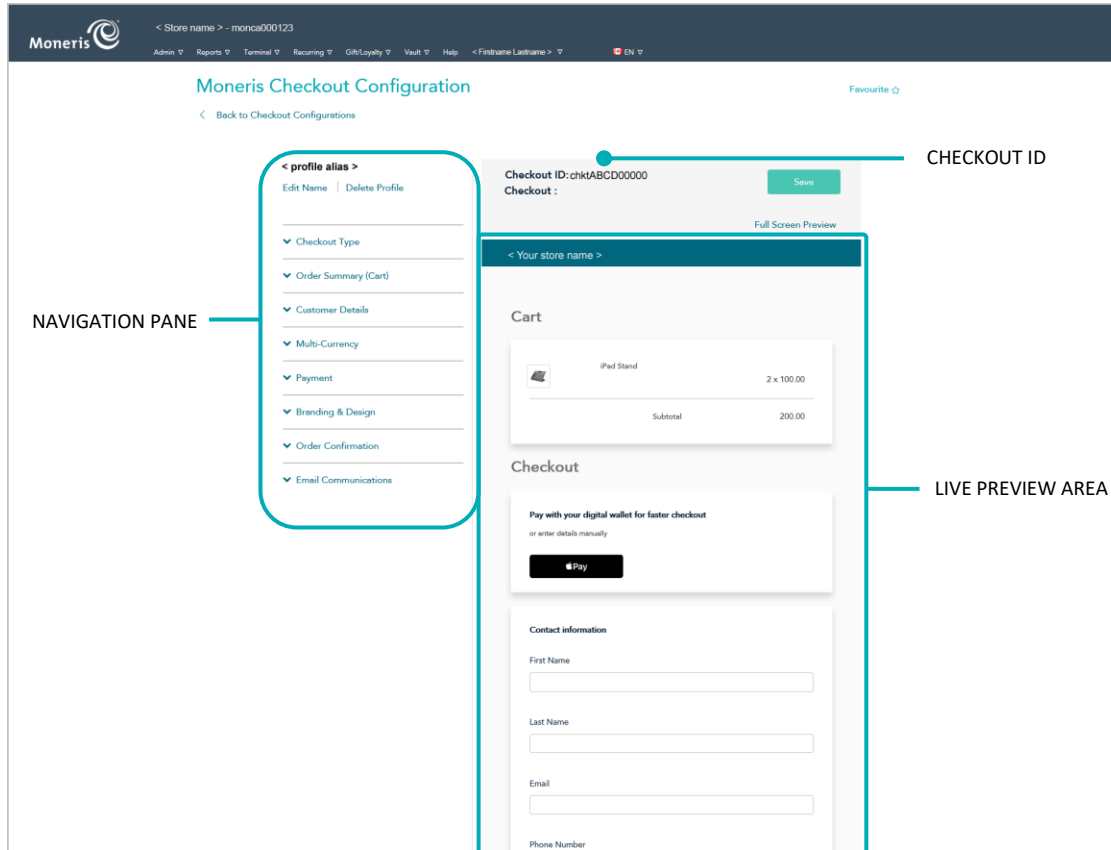 Moneris
< Store name > - monca000123
Admin ▽ Reports ▽ Terminal ▽ Recurring ▽ Gift/Loyalty ▽ Vault ▽ Help < Firstname Lastname > ▽ EN ▽
Moneris Checkout Configuration
Favourite ☆
Back to Checkout Configurations
NAVIGATION PANE
< profile alias >
Edit Name | Delete Profile
Checkout Type
Order Summary (Cart)
Customer Details
Multi-Currency
Payment
Branding & Design
Order Confirmation
Email Communications
CHECKOUT ID
Checkout ID: chktABCD00000
Checkout :
Save
Full Screen Preview
< Your store name >
Cart
iPad Stand
2 x 100.00
Subtotal 200.00
Checkout
LIVE PREVIEW AREA
Pay with your digital wallet for faster checkout
or enter details manually
Pay
Contact information
First Name
Last Name
Email
Phone Number